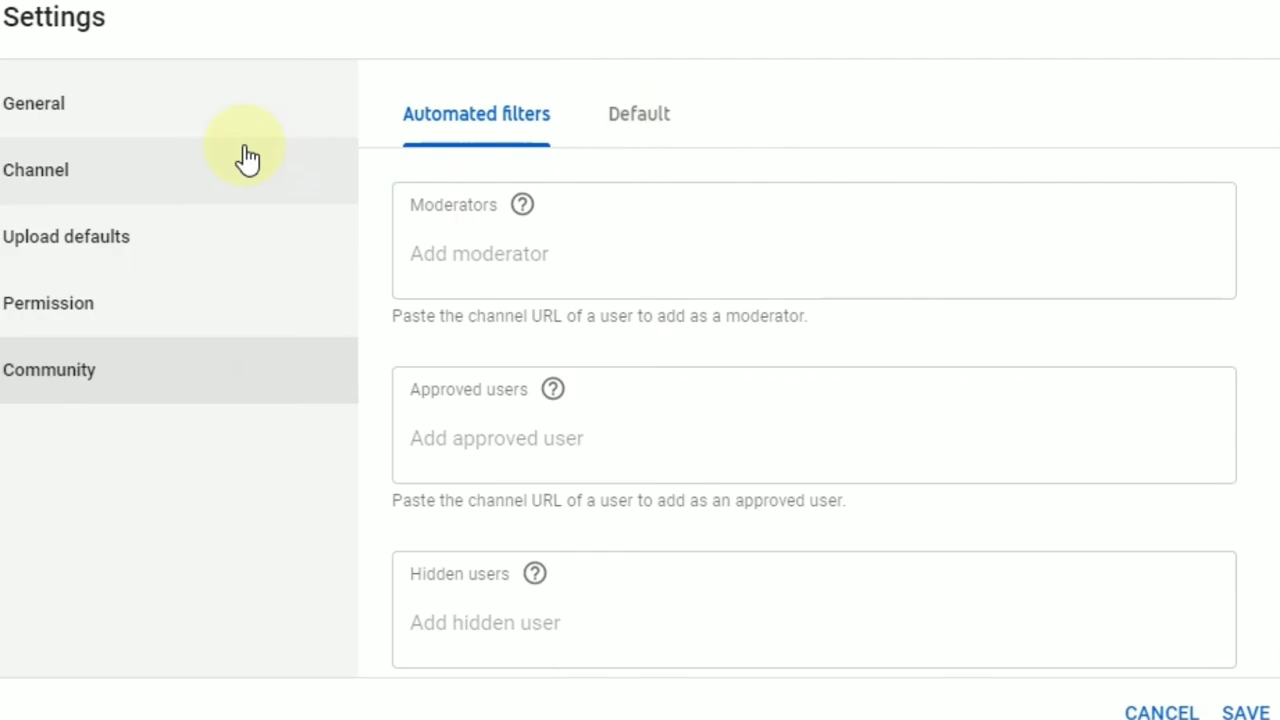 Settings
General
Channel
Upload defaults
Permission
Community
Automated filters
Default
Moderators
Add moderator
Paste the channel URL of a user to add as a moderator.
Approved users
Add approved user
Paste the channel URL of a user to add as an approved user.
Hidden users
Add hidden user
CANCEL
SAVE